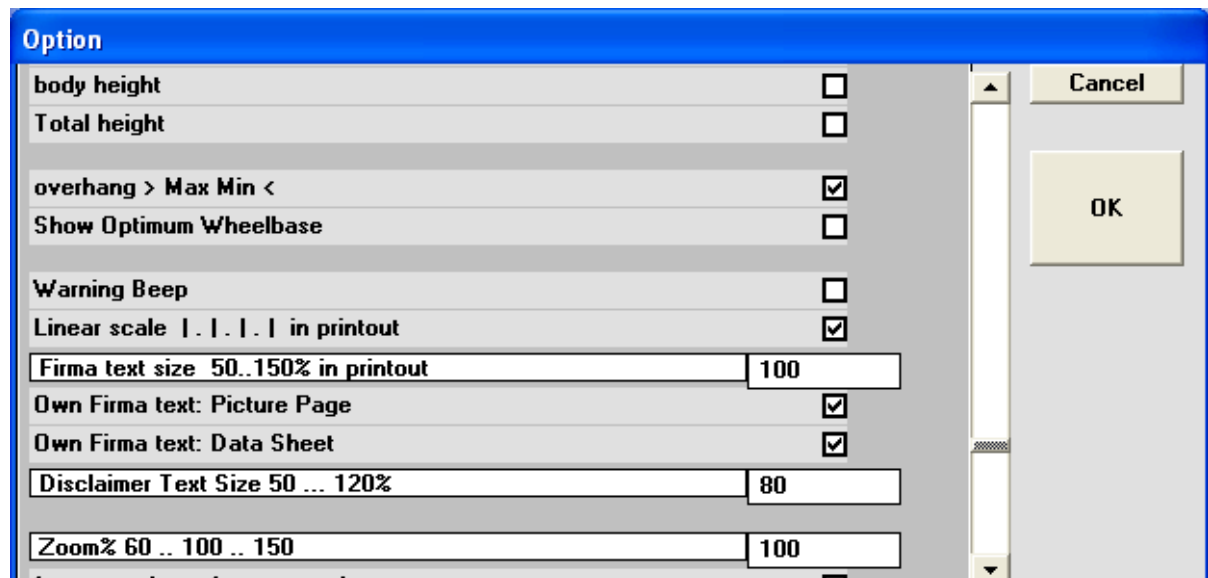 Option
body height
Cancel
Total height
overhang > Max Min <
OK
Show Optimum Wheelbase
Warning Beep
Linear scale |.|.|.| in printout
Firma text size 50..150% in printout 100
Own Firma text: Picture Page
Own Firma text: Data Sheet
Disclaimer Text Size 50 ... 120% 80
Zoom% 60 .. 100 .. 150 100